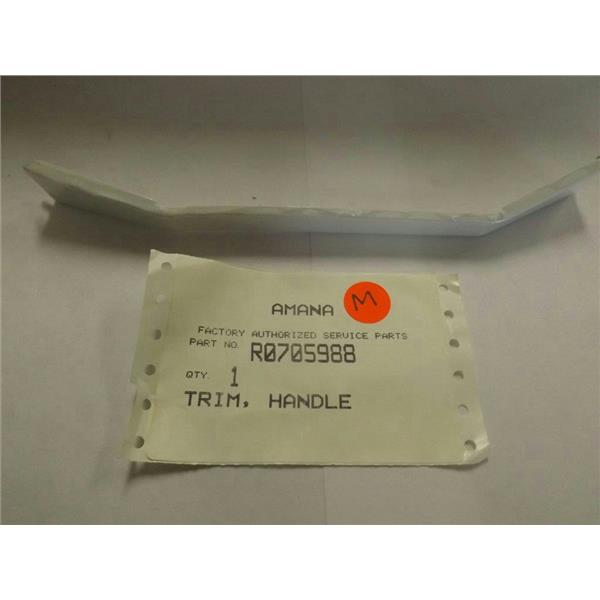 AMANA M
FACTORY AUTHORIZED SERVICE PARTS
PART NO. R0705988
QTY. 1
TRIM, HANDLE